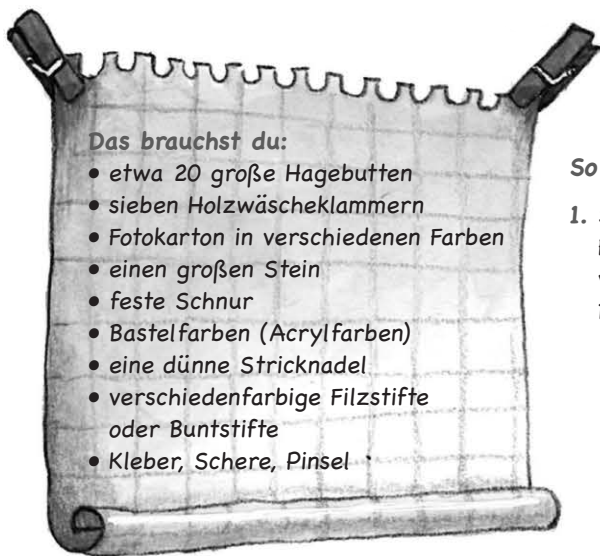 Das brauchst du:
• etwa 20 große Hagebutten
• sieben Holzwäscheklammern
• Fotokarton in verschiedenen Farben
• einen großen Stein
• feste Schnur
• Bastelfarben (Acrylfarben)
• eine dünne Stricknadel
• verschiedenfarbige Filzstifte
oder Buntstifte
• Kleber, Schere, Pinsel
So
1.